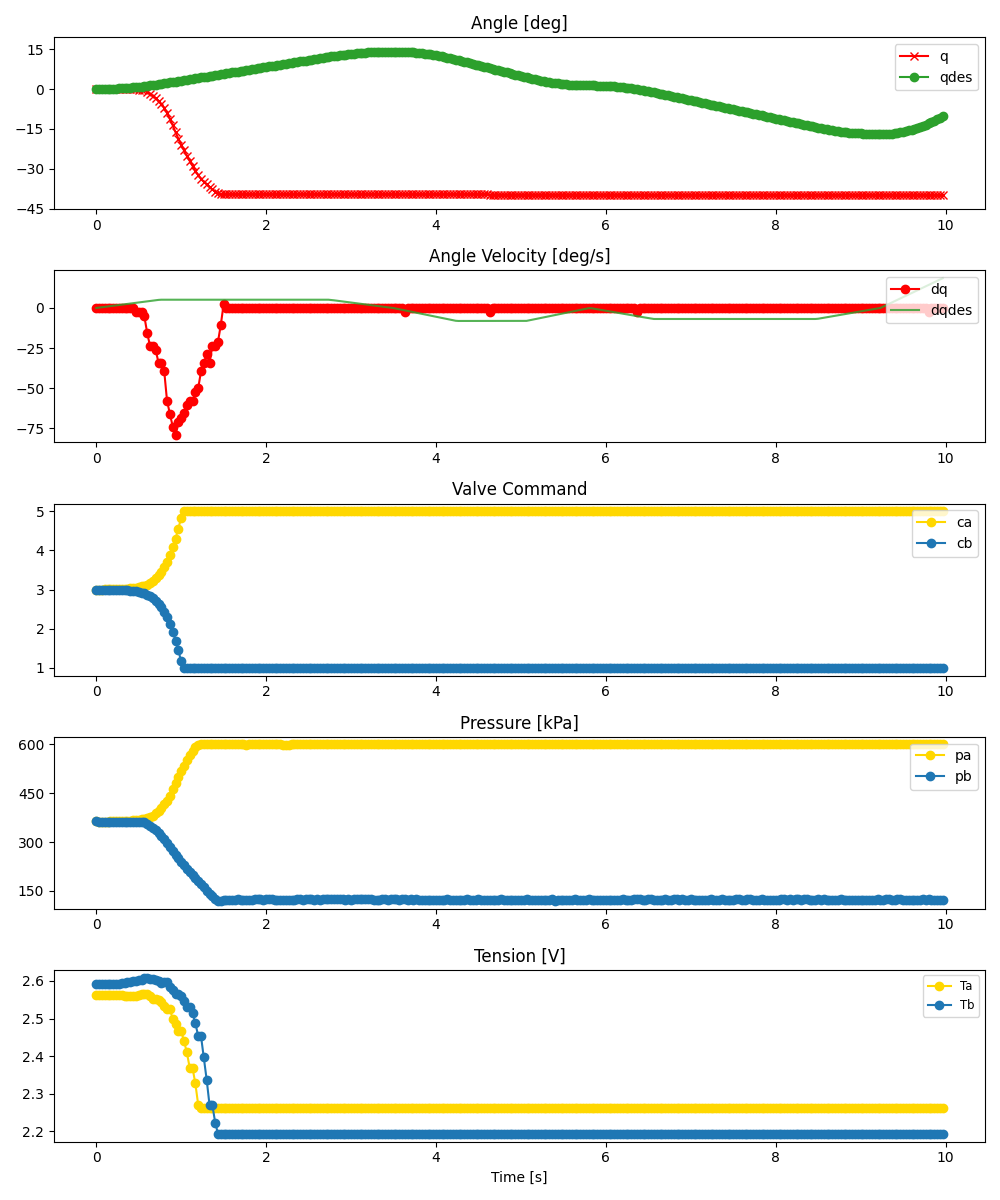 Angle [deg]
15
0
−15
−30
−45
q
qdes
0 2 4 6 8 10
Angle Velocity [deg/s]
0
−25
−50
−75
dq
dqdes
0 2 4 6 8 10
Valve Command
5
4
3
2
1
ca
cb
0 2 4 6 8 10
Pressure [kPa]
600
450
300
150
pa
pb
0 2 4 6 8 10
Tension [V]
2.6
2.5
2.4
2.3
2.2
Ta
Tb
0 2 4 6 8 10
Time [s]